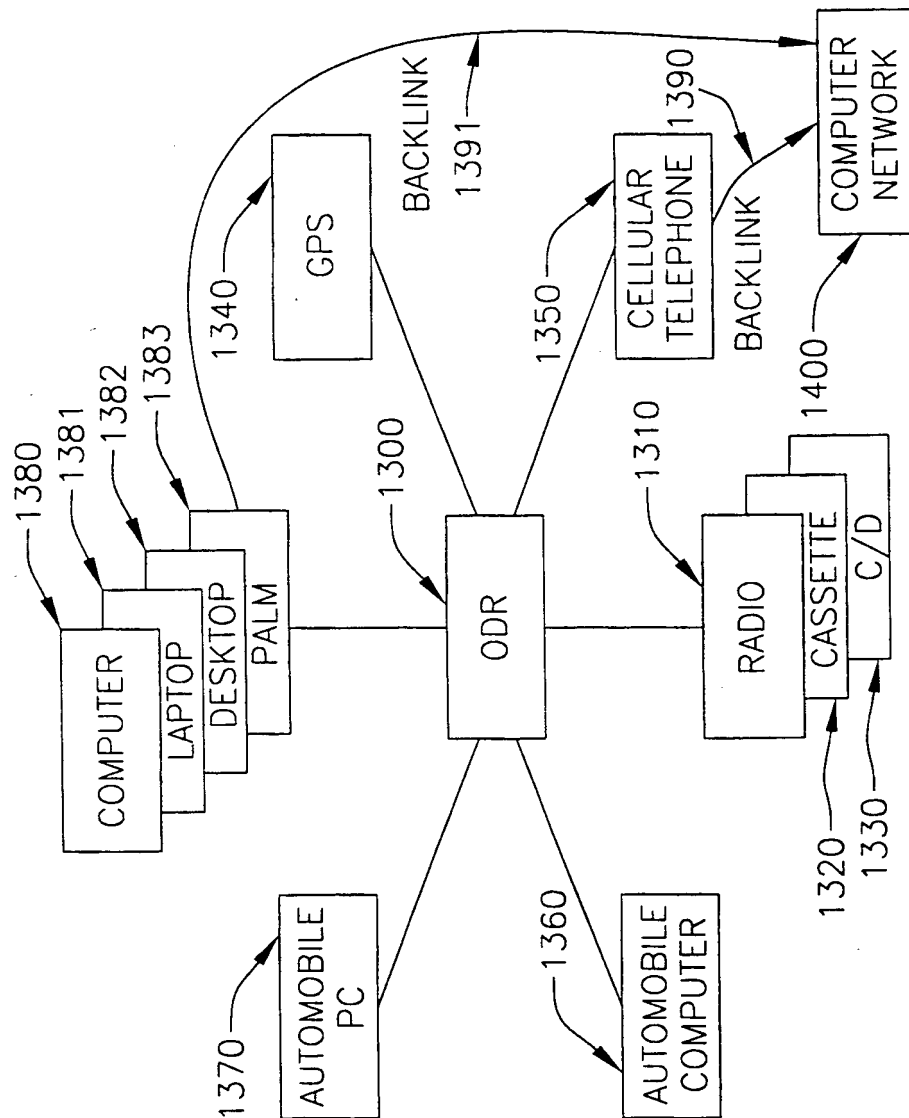 1380
1381
1382
1383
COMPUTER
LAPTOP
DESKTOP
PALM
1370
AUTOMOBILE
PC
1340
GPS
BACKLINK
1391
1300
ODR
1360
AUTOMOBILE
COMPUTER
1310
RADIO
CASSETTE
C/D
1320
1330
1350
CELLULAR
TELEPHONE
BACKLINK
1390
1400
COMPUTER
NETWORK